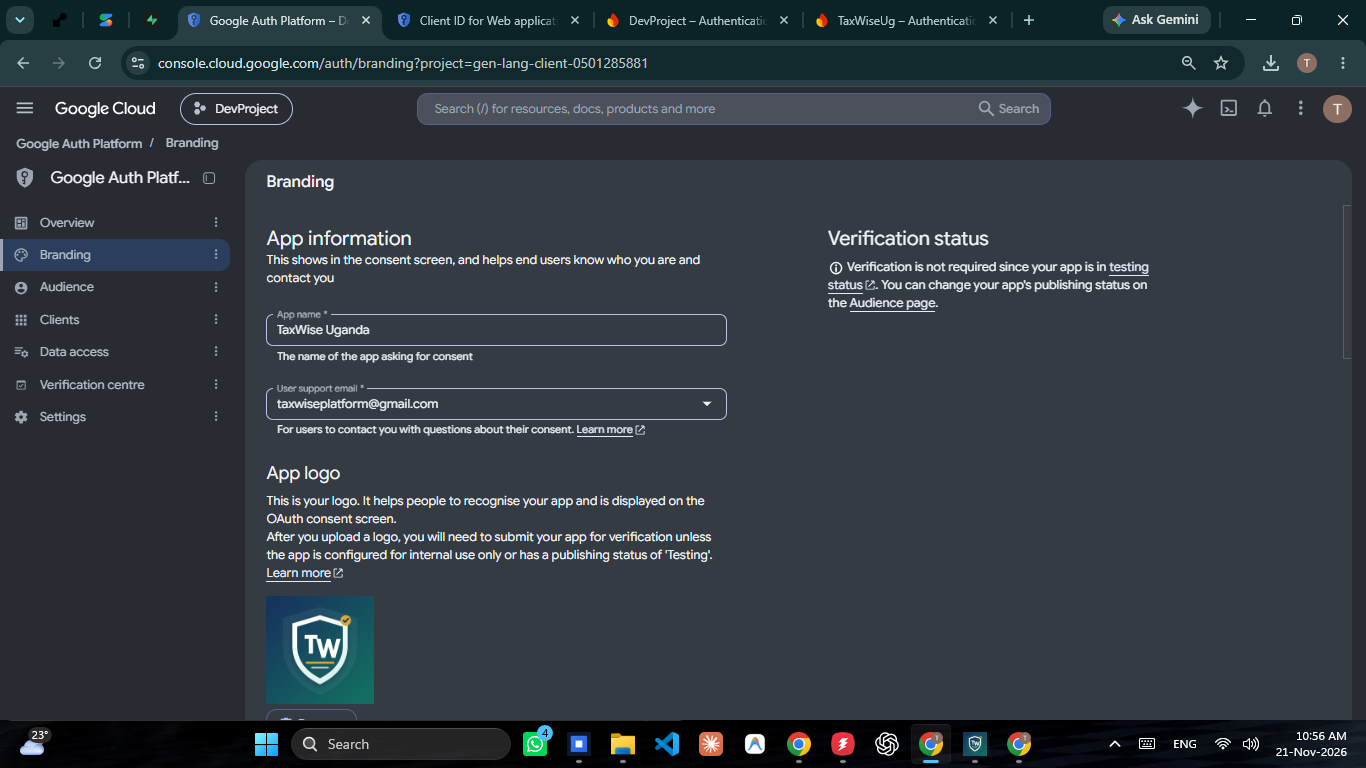 Google Auth Platform – De
Client ID for Web applicati
DevProject – Authenticatio
TaxWiseUg – Authenticatio
Ask Gemini
console.cloud.google.com/auth/branding?project=gen-lang-client-0501285881
T
Google Cloud
DevProject
Search (/) for resources, docs, products and more
Search
T
Google Auth Platform / Branding
Google Auth Platf...
Overview
Branding
Audience
Clients
Data access
Verification centre
Settings
Branding
App information
This shows in the consent screen, and helps end users know who you are and
contact you
App name *
TaxWise Uganda
The name of the app asking for consent
User support email *
taxwiseplatform@gmail.com
For users to contact you with questions about their consent. Learn more
App logo
This is your logo. It helps people to recognise your app and is displayed on the
OAuth consent screen.
After you upload a logo, you will need to submit your app for verification unless
the app is configured for internal use only or has a publishing status of 'Testing'.
Learn more
TW
Verification status
Verification is not required since your app is in testing
status. You can change your app's publishing status on
the Audience page.
23°
Search
4
ENG
10:56 AM
21-Nov-2026